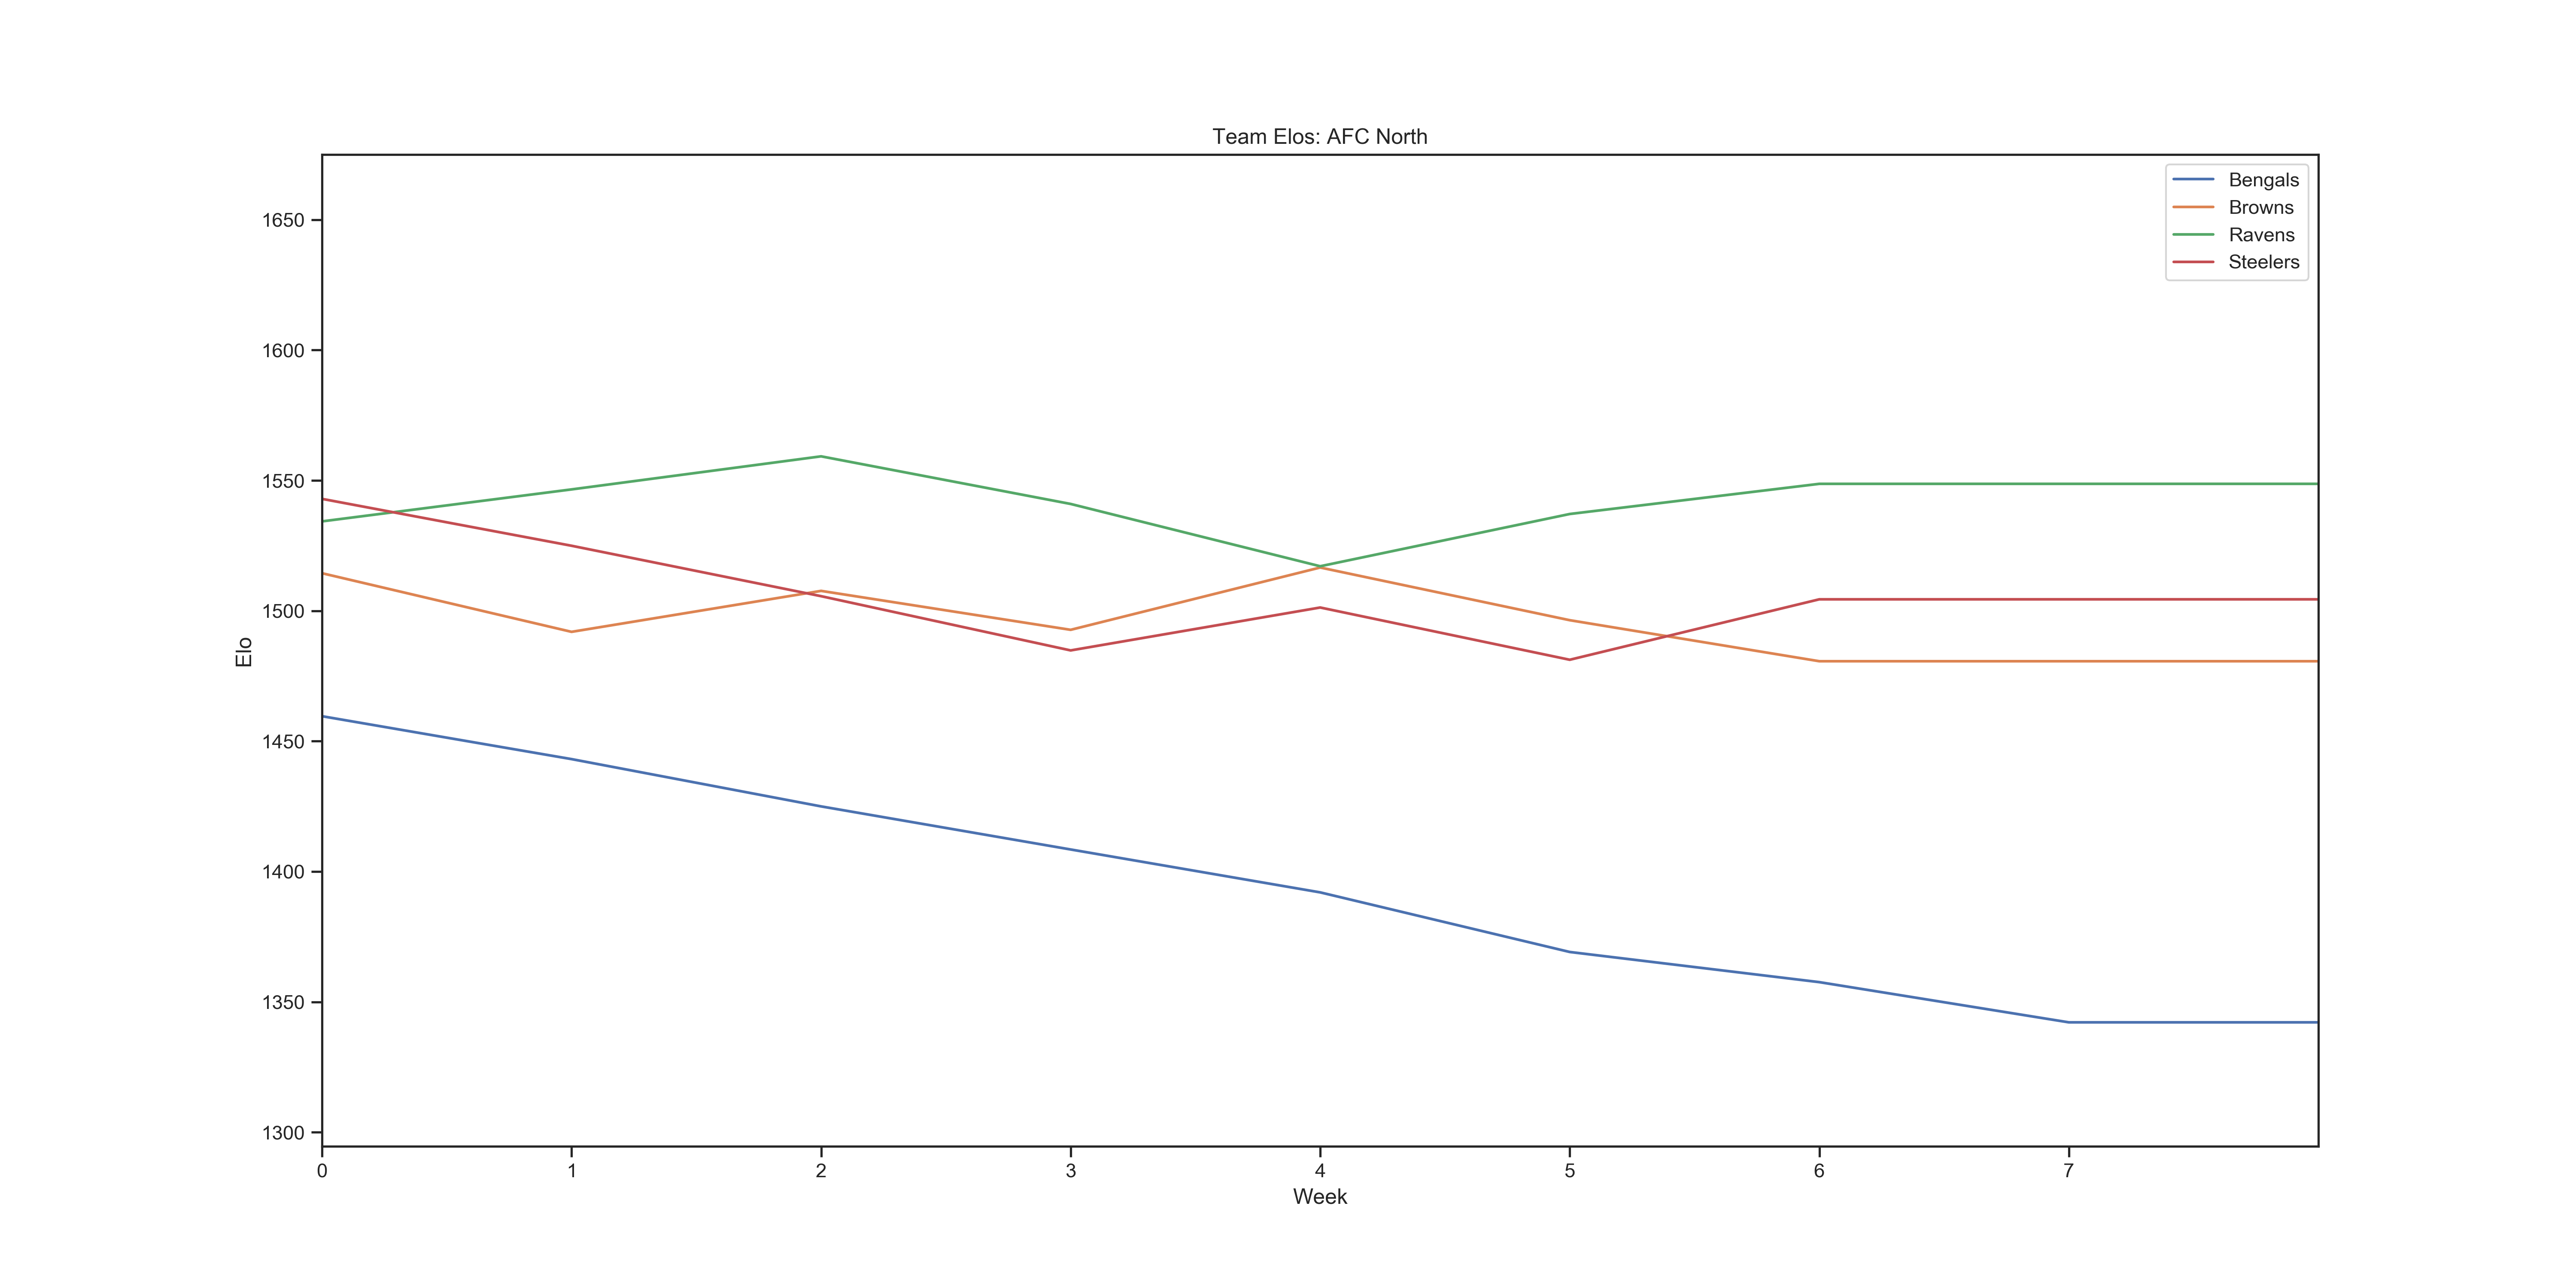 Team Elos: AFC North
Bengals
Browns
Ravens
Steelers
1650
1600
1550
1500
1450
1400
1350
1300
Elo
0 1 2 3 4 5 6 7
Week